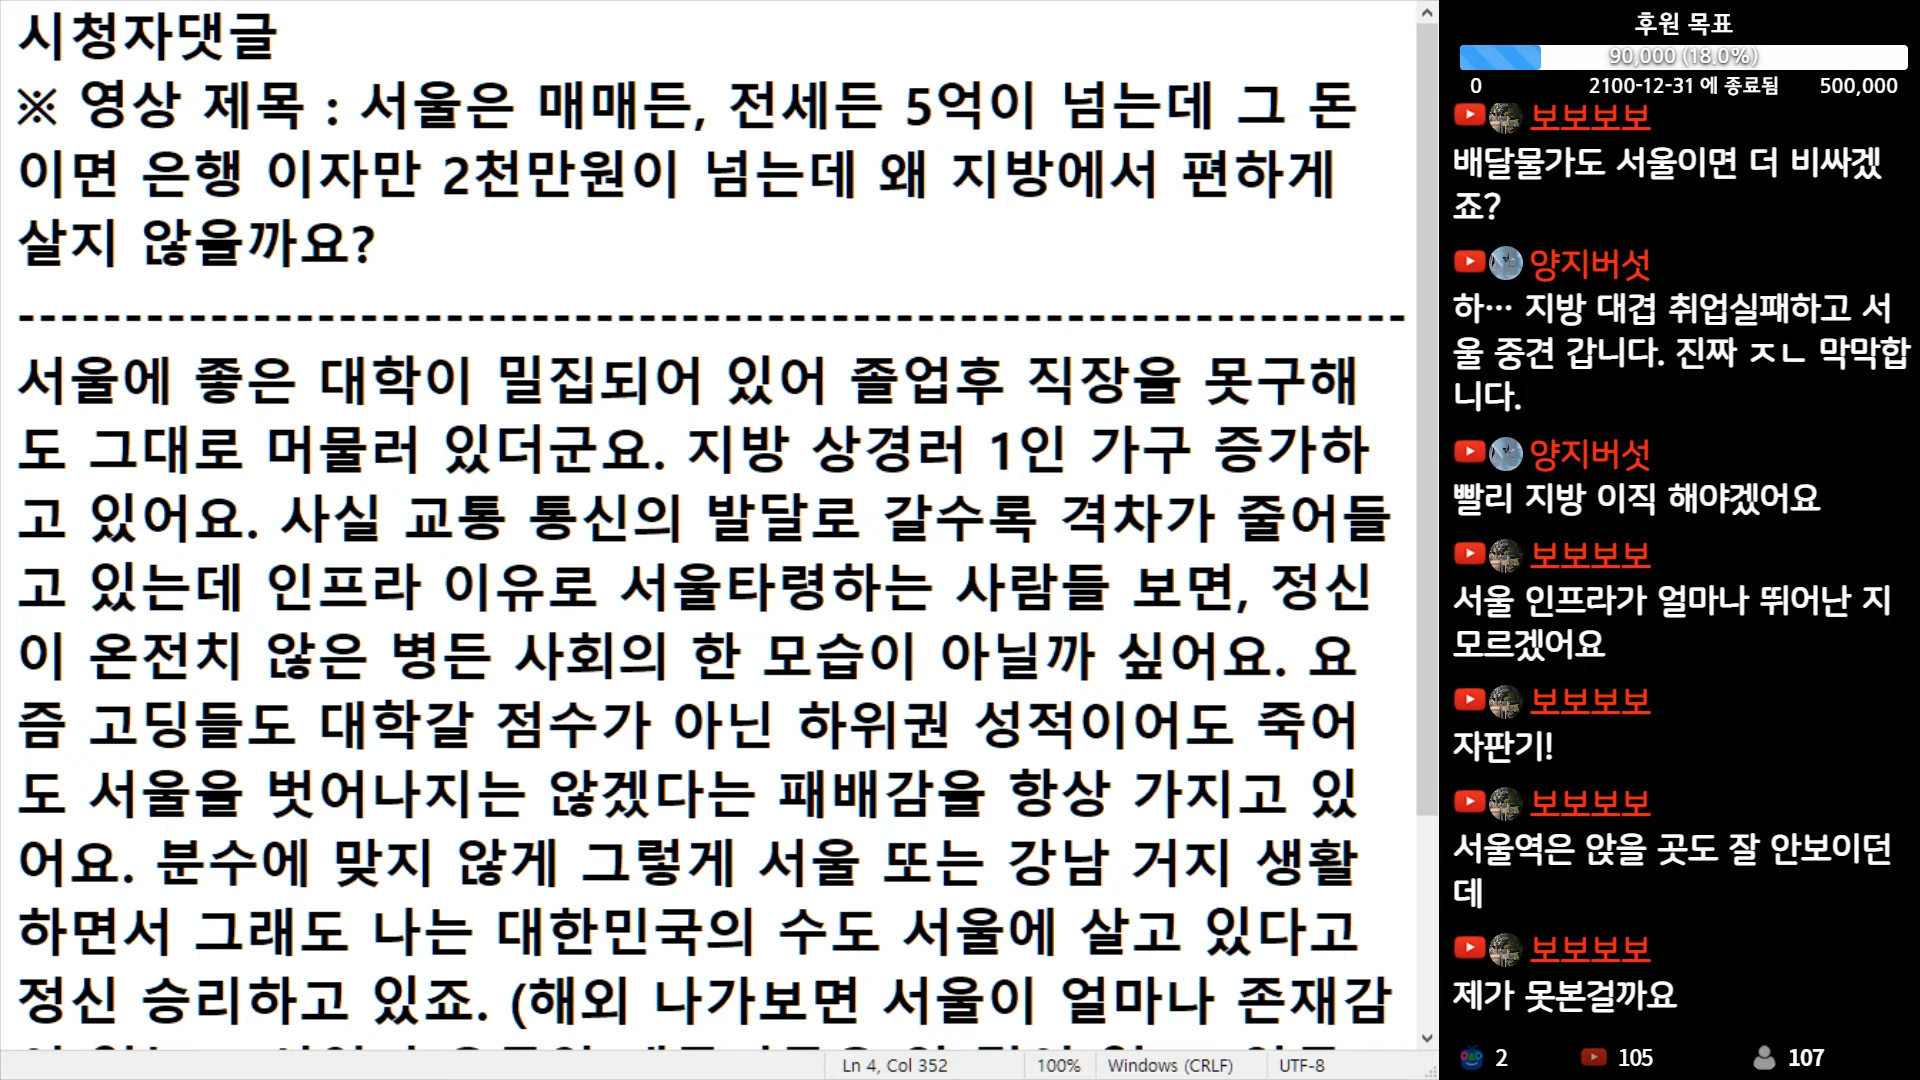 시청자댓글
※ 영상 제목 : 서울은 매매든, 전세든 5억이 넘는데 그 돈
이면 은행 이자만 2천만원이 넘는데 왜 지방에서 편하게
살지 않을까요?
-----------------------------------------------------------------
서울에 좋은 대학이 밀집되어 있어 졸업후 직장을 못구해
도 그대로 머물러 있더군요. 지방 상경러 1인 가구 증가하
고 있어요. 사실 교통 통신의 발달로 갈수록 격차가 줄어들
고 있는데 인프라 이유로 서울타령하는 사람들 보면, 정신
이 온전치 않은 병든 사회의 한 모습이 아닐까 싶어요. 요
즘 고딩들도 대학갈 점수가 아닌 하위권 성적이어도 죽어
도 서울을 벗어나지는 않겠다는 패배감을 항상 가지고 있
어요. 분수에 맞지 않게 그렇게 서울 또는 강남 거지 생활
하면서 그래도 나는 대한민국의 수도 서울에 살고 있다고
정신 승리하고 있죠. (해외 나가보면 서울이 얼마나 존재감
Ln 4, Col 352
100%
Windows (CRLF)
UTF-8
후원 목표
90,000 (18.0%)
0
2100-12-31 에 종료됨
500,000
보보보보
배달물가도 서울이면 더 비싸겠
죠?
양지버섯
하… 지방 대겹 취업실패하고 서
울 중견 갑니다. 진짜 ㅈㄴ 막막합
니다.
양지버섯
빨리 지방 이직 해야겠어요
보보보보
서울 인프라가 얼마나 뛰어난 지
모르겠어요
보보보보
자판기!
보보보보
서울역은 앉을 곳도 잘 안보이던
데
보보보보
제가 못본걸까요
2
105
107